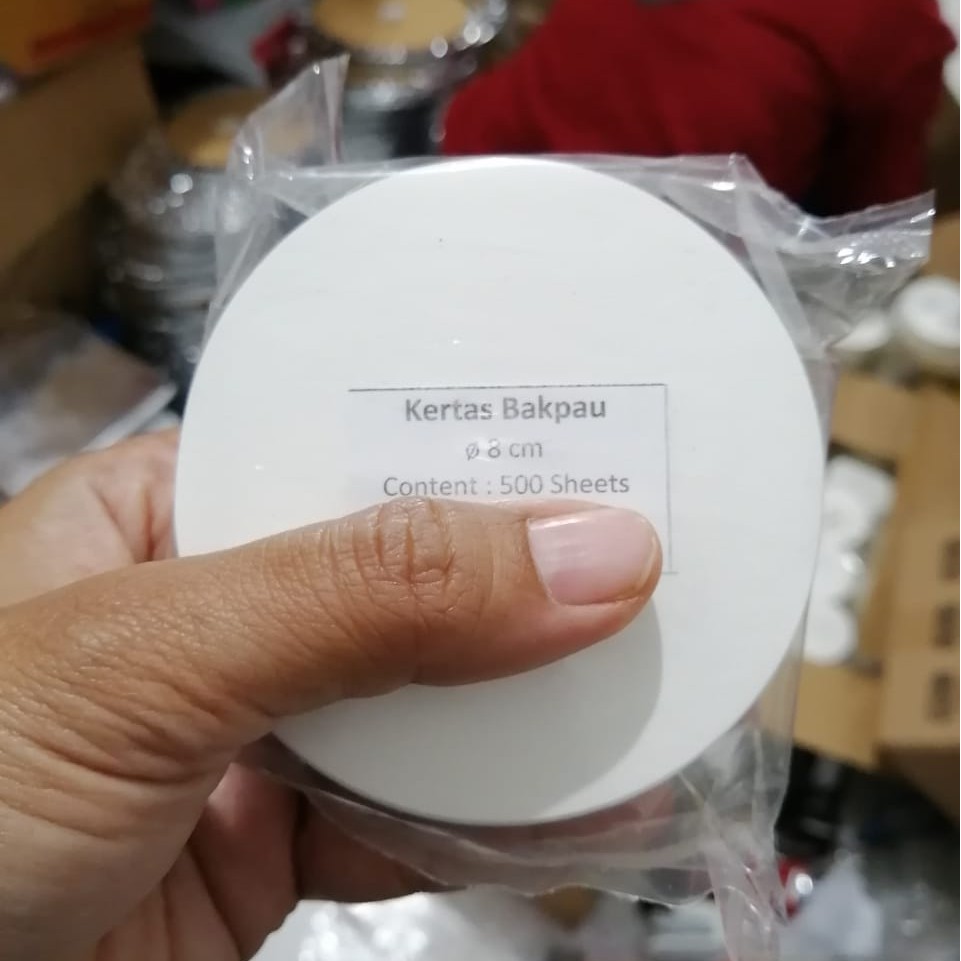 Kertas Bakpau
ø 8 cm
Content : 500 Sheets